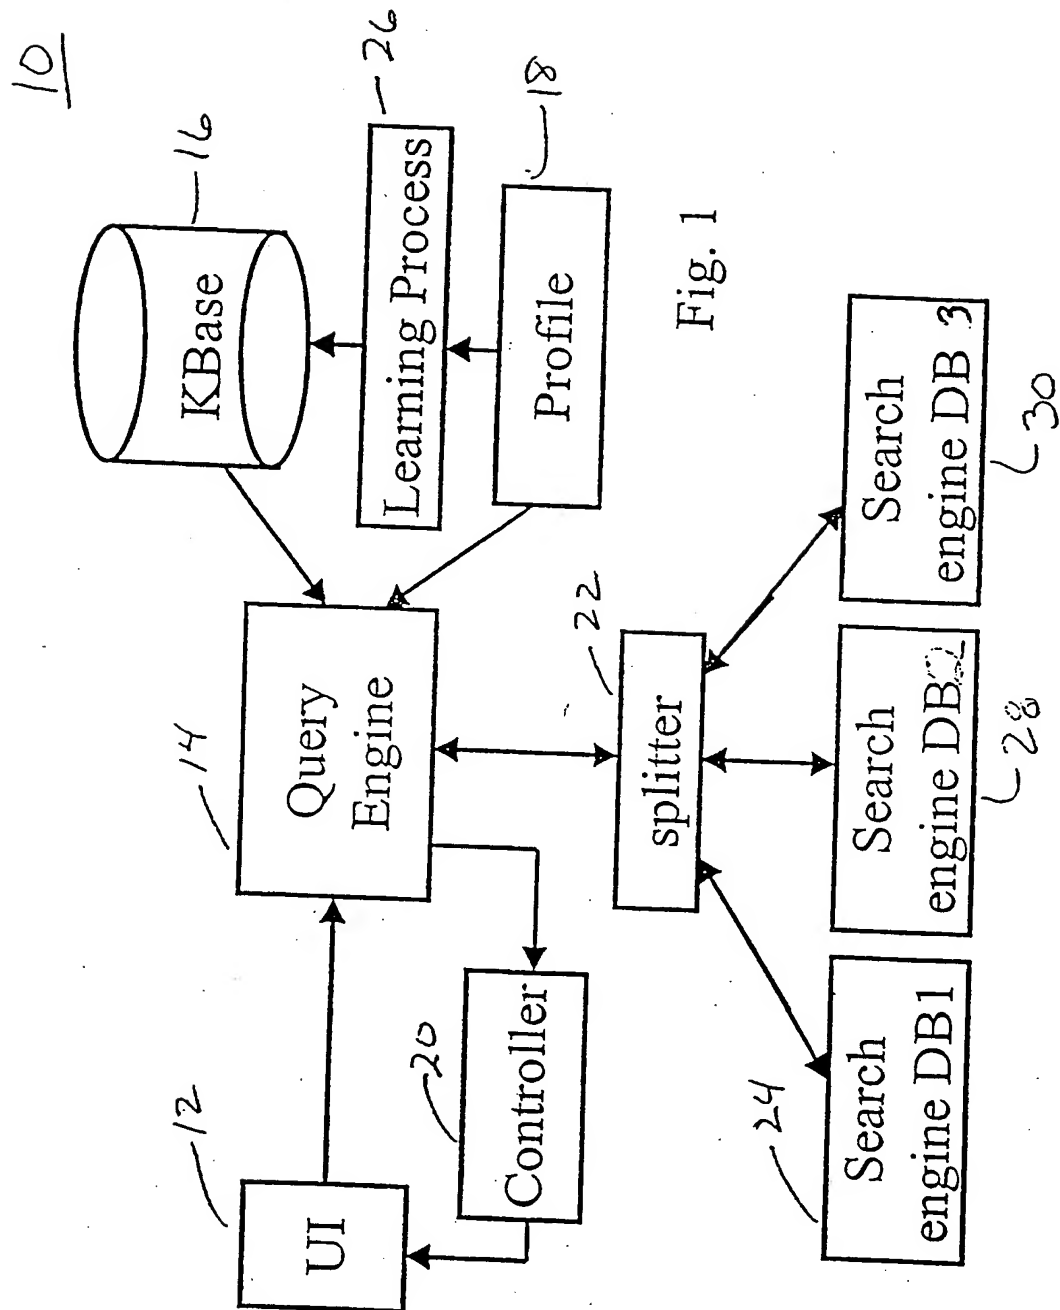 10
12
UI
14
Query
Engine
16
KBase
26
Learning Process
18
Profile
20
Controller
22
splitter
24
Search
engine DB1
Search
engine DB2
28
Search
engine DB 3
30
Fig. 1